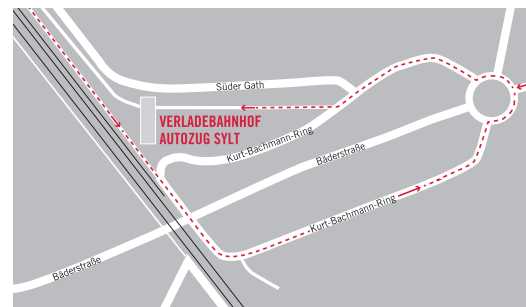 Süder Gath
VERLADEBAHNHOF
AUTOZUG SYLT
Kurt-Bachmann-Ring
Bäderstraße
Kurt-Bachmann-Ring
Bäderstraße